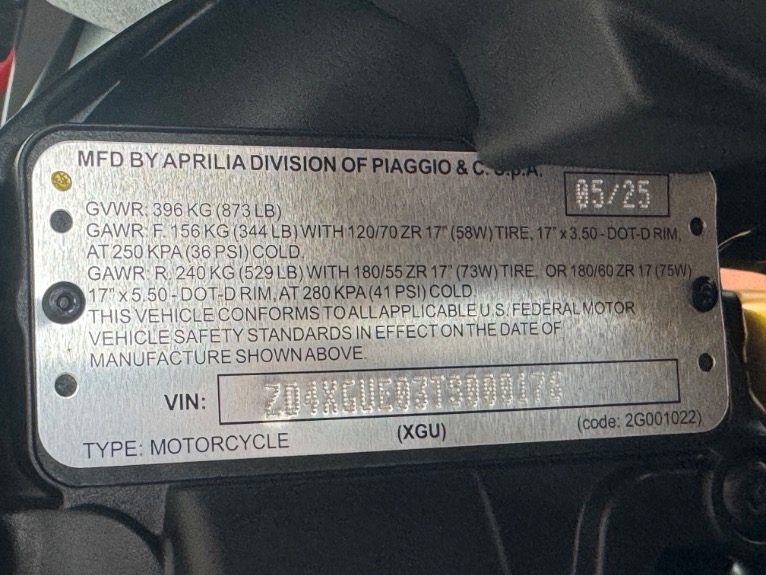 MFD BY APRILIA DIVISION OF PIAGGIO & C. S.p.A.
05/25
GVWR: 396 KG (873 LB)
GAWR: F. 156 KG (344 LB) WITH 120/70 ZR 17" (58W) TIRE, 17" x 3.50 - DOT-D RIM,
AT 250 KPA (36 PSI) COLD.
GAWR: R. 240 KG (529 LB) WITH 180/55 ZR 17" (73W) TIRE, OR 180/60 ZR 17 (75W)
17" x 5.50 - DOT-D RIM, AT 280 KPA (41 PSI) COLD.
THIS VEHICLE CONFORMS TO ALL APPLICABLE U.S. FEDERAL MOTOR
VEHICLE SAFETY STANDARDS IN EFFECT ON THE DATE OF
MANUFACTURE SHOWN ABOVE.
VIN: ZD4XGUE03TS000176
TYPE: MOTORCYCLE (XGU) (code: 2G001022)